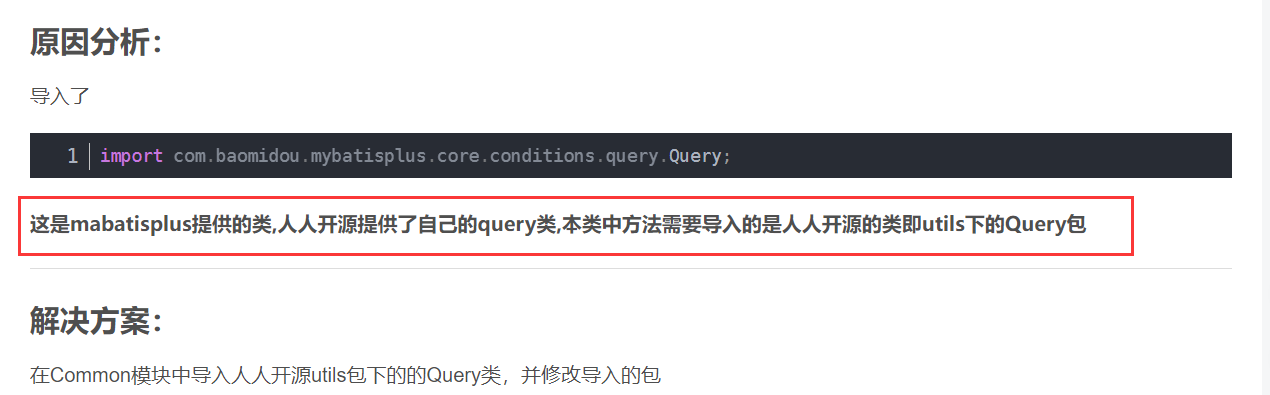 原因分析：
导入了
1 import com.baomidou.mybatisplus.core.conditions.query.Query;
这是mabatisplus提供的类,人人开源提供了自己的query类,本类中方法需要导入的是人人开源的类即utils下的Query包
解决方案：
在Common模块中导入人人开源utils包下的的Query类，并修改导入的包